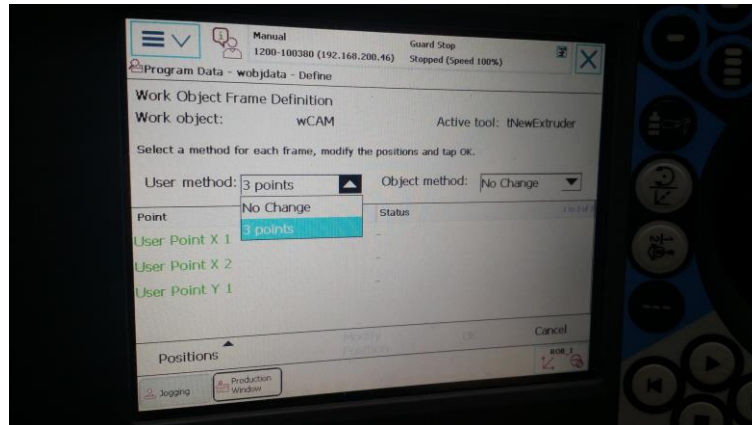 Manual
1200-100380 (192.168.200.46)
Guard Stop
Stopped (Speed 100%)
Program Data - wobjdata - Define
Work Object Frame Definition
Work object: wCAM Active tool: tNewExtruder
Select a method for each frame, modify the positions and tap OK.
User method: 3 points Object method: No Change
No Change
3 points
Point Status
User Point X 1 -
User Point X 2 -
User Point Y 1 -
Positions Modify Position OK Cancel
Jogging
Production Window
ROB_1